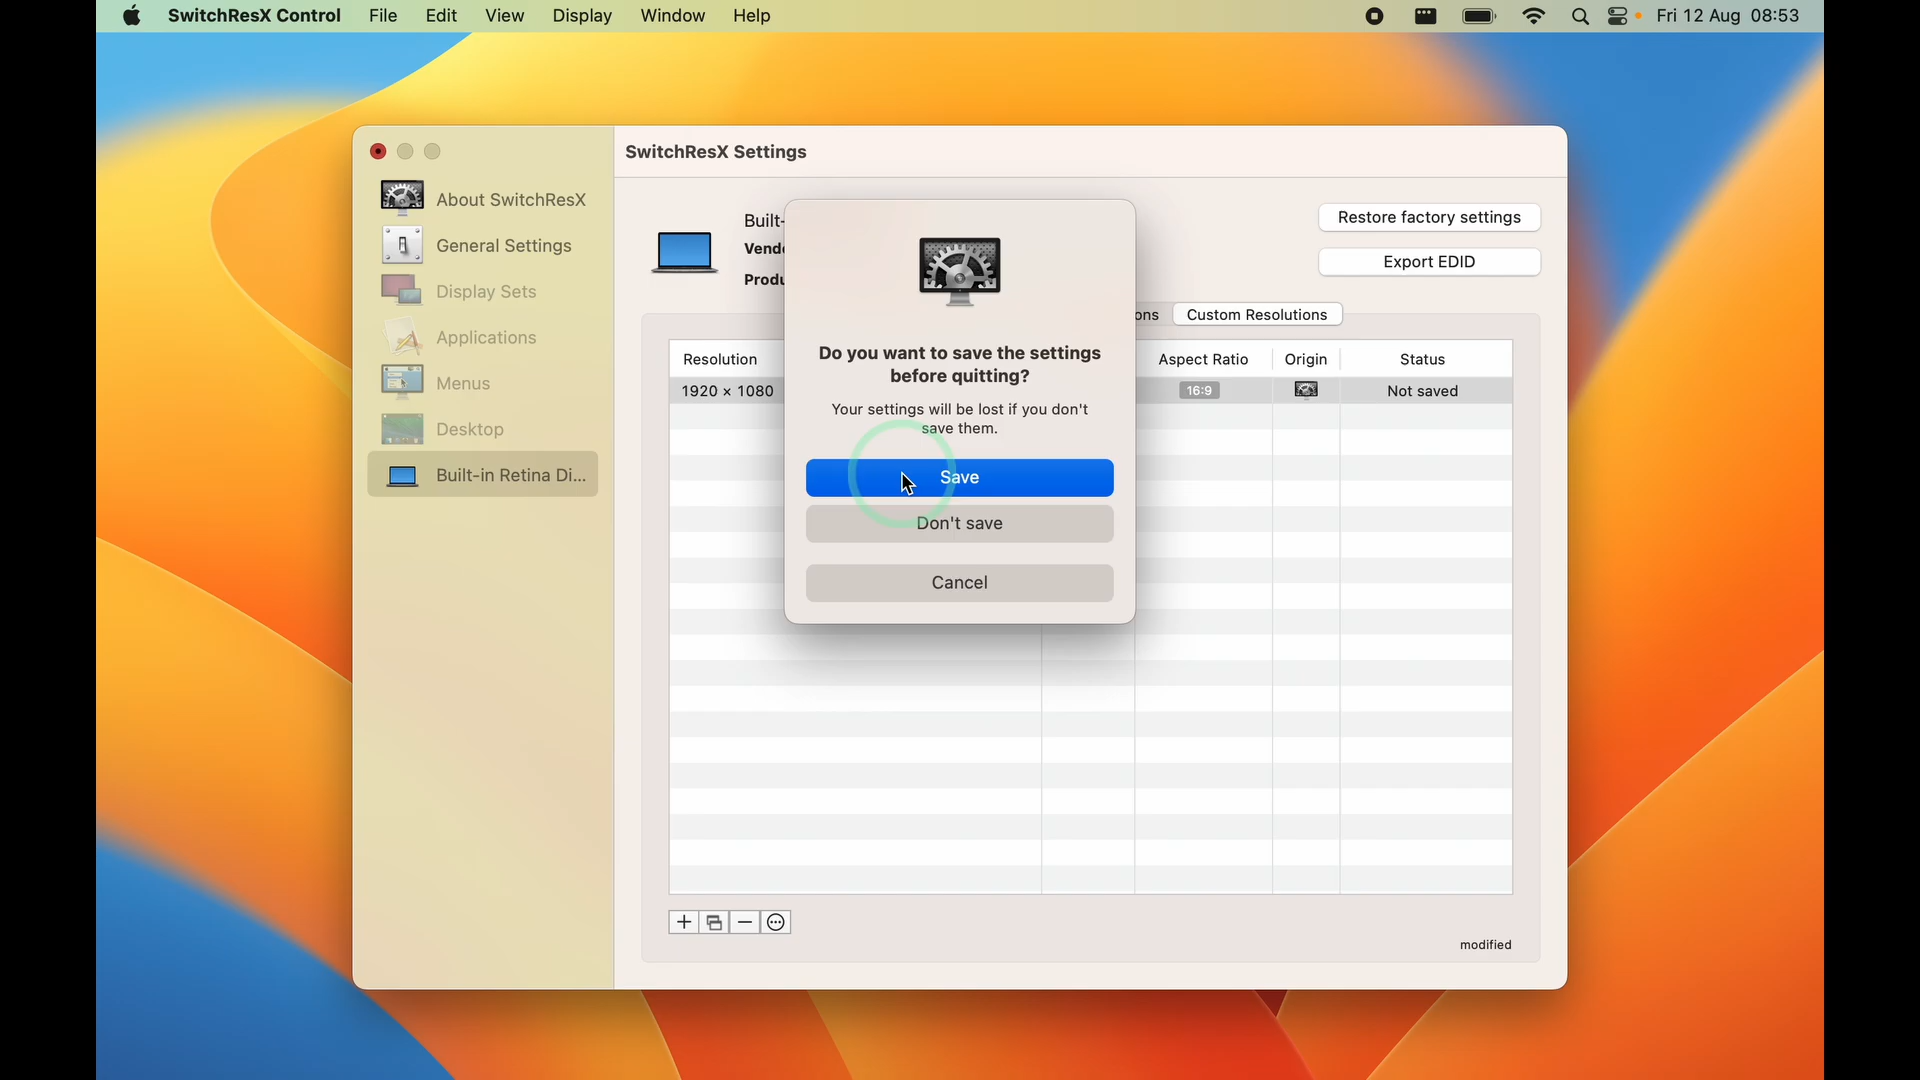 SwitchResX Control File Edit View Display Window Help Fri 12 Aug 08:53
SwitchResX Settings
About SwitchResX
General Settings
Display Sets
Applications
Menus
Desktop
Built-in Retina Di...
Built-
Vend
Produ
Restore factory settings
Export EDID
ons Custom Resolutions
Resolution Aspect Ratio Origin Status
1920 × 1080 16:9 Not saved
Do you want to save the settings
before quitting?
Your settings will be lost if you don't
save them.
Save
Don't save
Cancel
modified